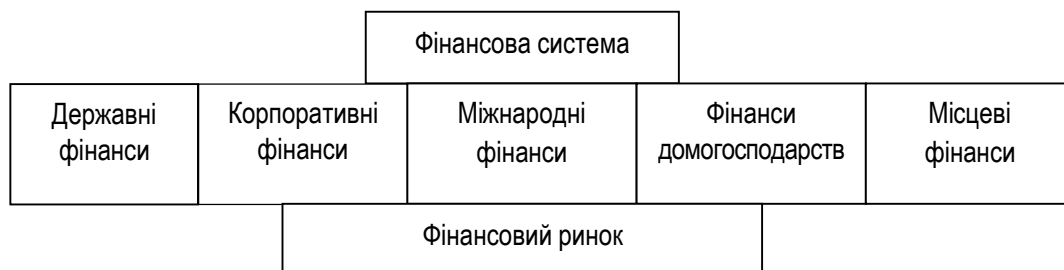 Фінансова система
Державні
фінанси
Корпоративні
фінанси
Міжнародні
фінанси
Фінанси
домогосподарств
Місцеві
фінанси
Фінансовий ринок